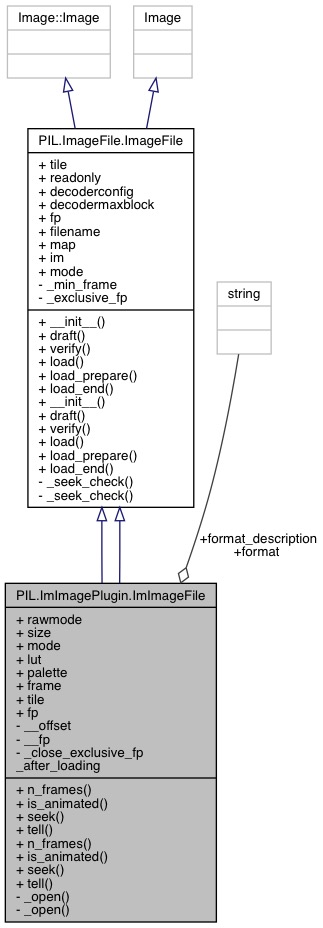 Image::Image
Image
PIL.ImageFile.ImageFile
+ tile
+ readonly
+ decoderconfig
+ decodermaxblock
+ fp
+ filename
+ map
+ im
+ mode
- _min_frame
- _exclusive_fp
+ __init__()
+ draft()
+ verify()
+ load()
+ load_prepare()
+ load_end()
+ __init__()
+ draft()
+ verify()
+ load()
+ load_prepare()
+ load_end()
- _seek_check()
- _seek_check()
string
+format_description
+format
PIL.ImImagePlugin.ImImageFile
+ rawmode
+ size
+ mode
+ lut
+ palette
+ frame
+ tile
+ fp
- __offset
- __fp
- _close_exclusive_fp
_after_loading
+ n_frames()
+ is_animated()
+ seek()
+ tell()
+ n_frames()
+ is_animated()
+ seek()
+ tell()
- _open()
- _open()